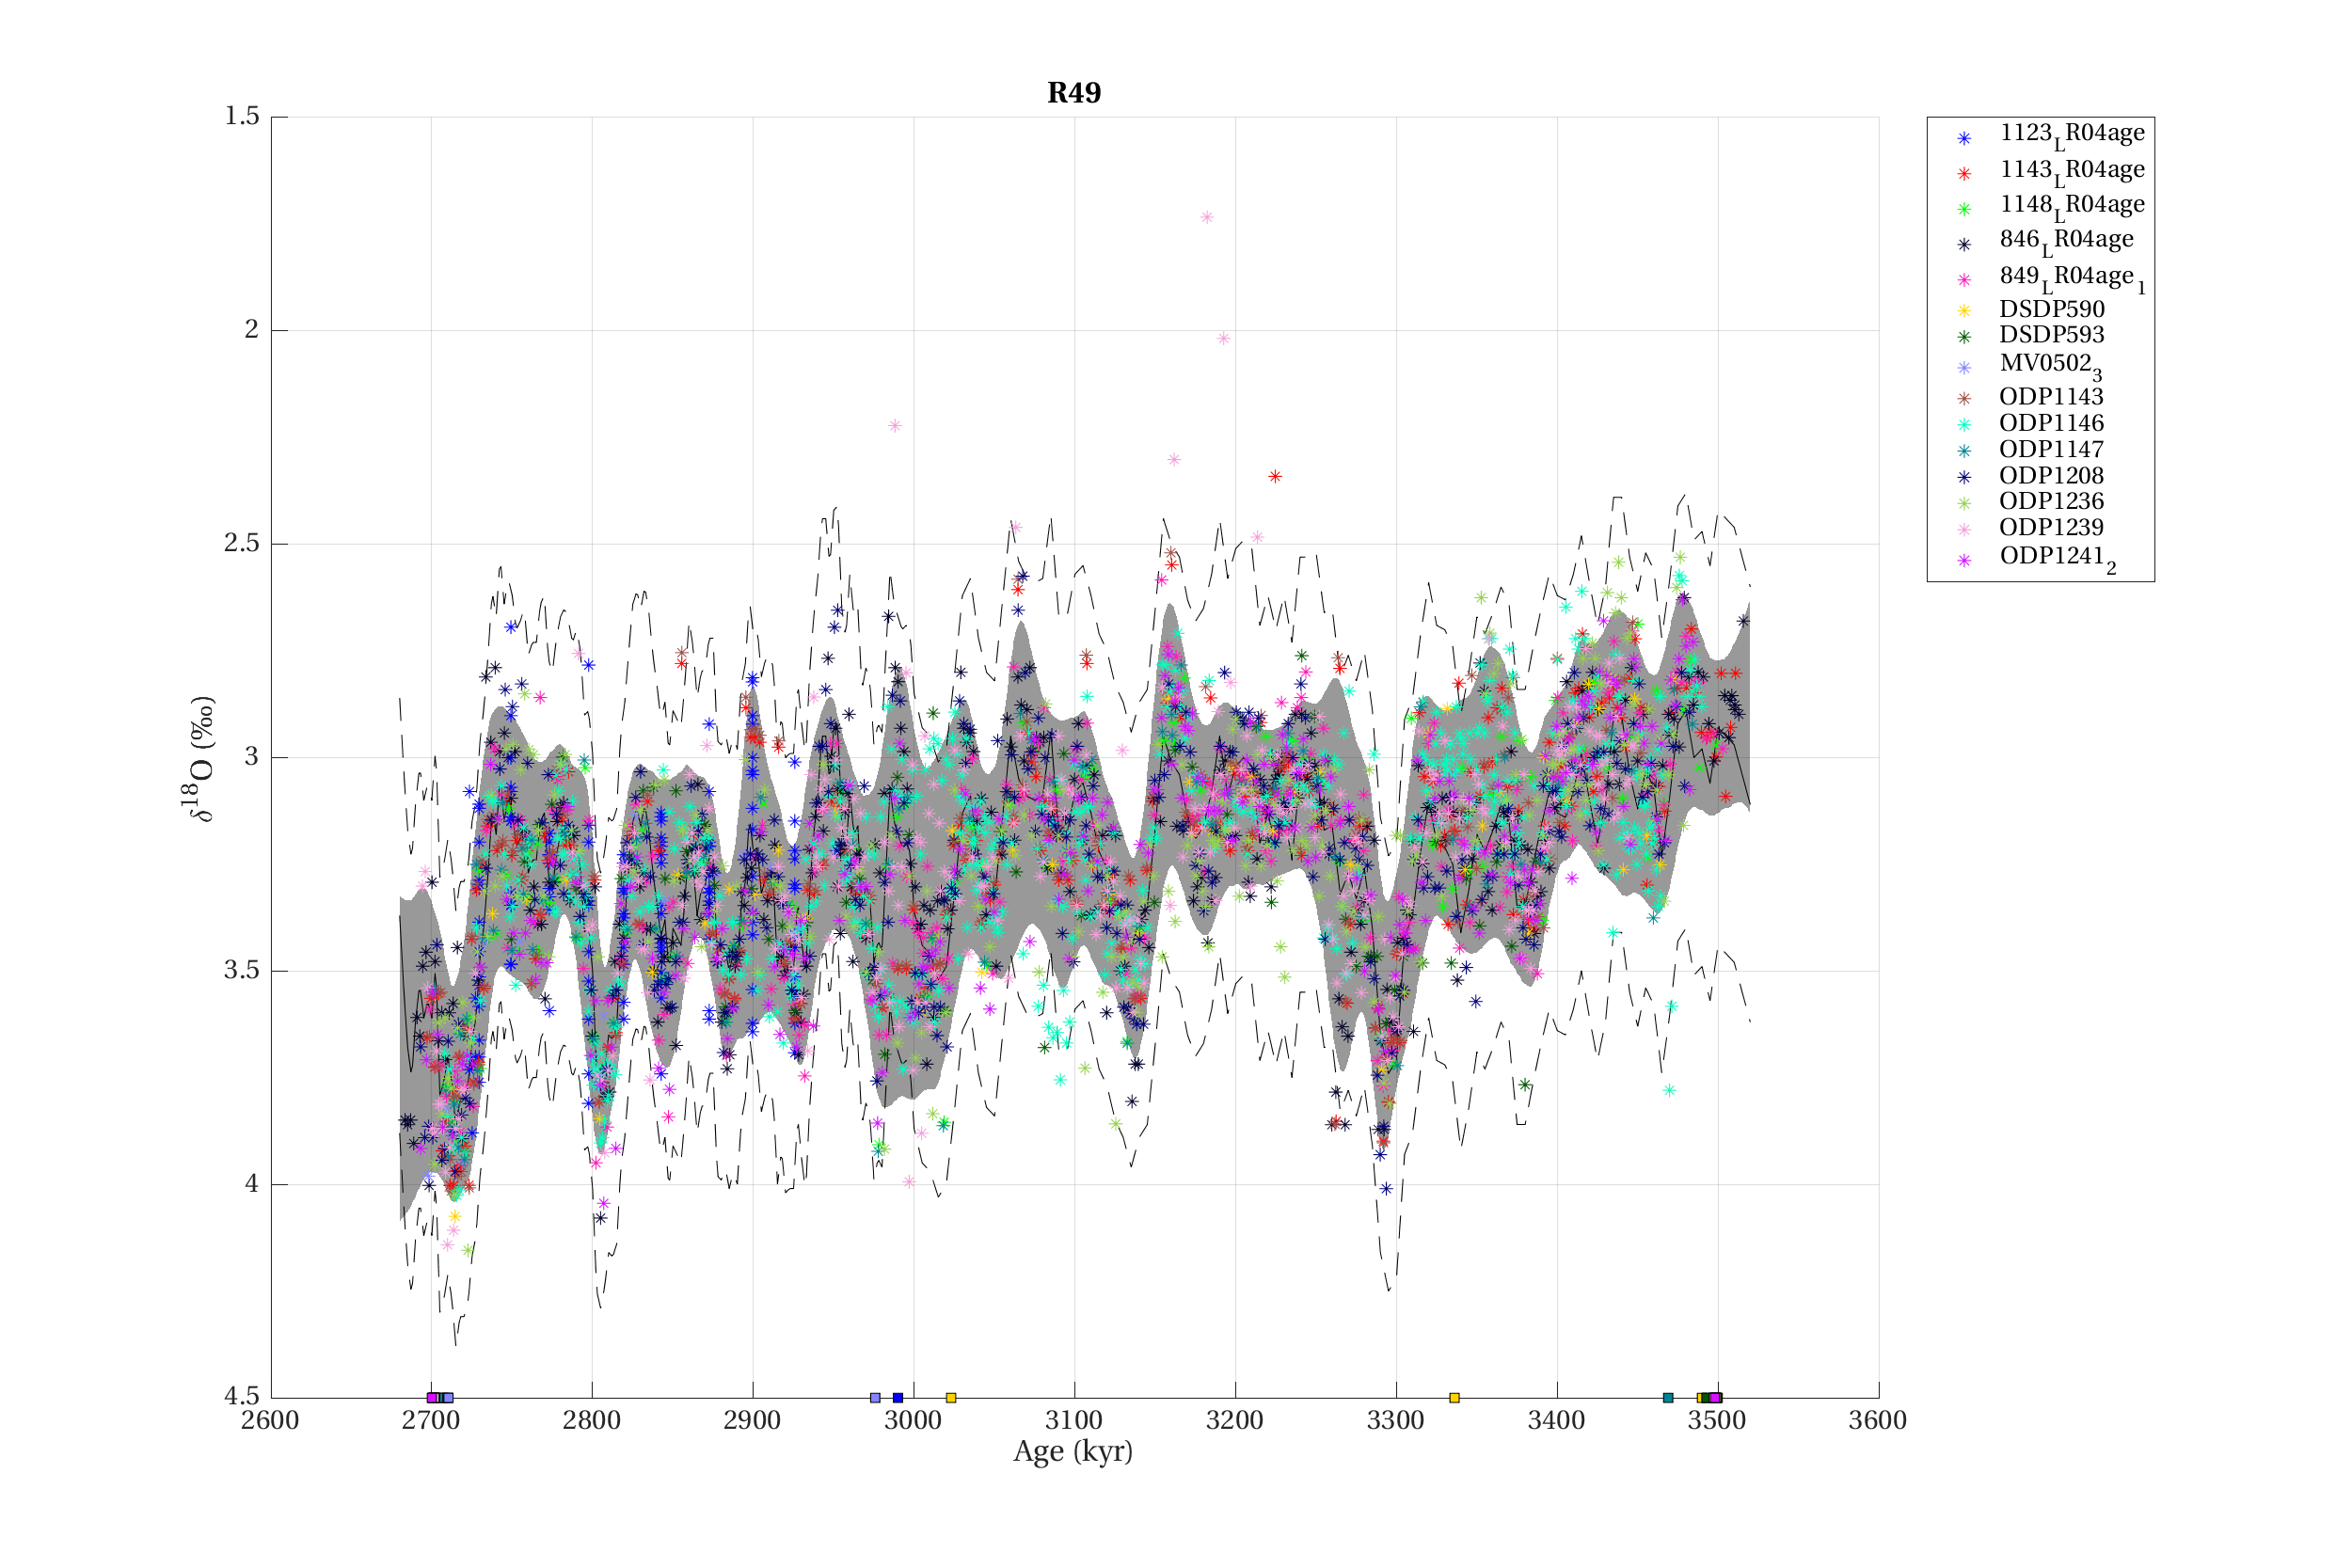 R49
1.5
2
2.5
3
3.5
4
4.5
δ18O (‰)
2600 2700 2800 2900 3000 3100 3200 3300 3400 3500 3600
Age (kyr)
1123LR04age
1143LR04age
1148LR04age
846LR04age
849LR04age1
DSDP590
DSDP593
MV05023
ODP1143
ODP1146
ODP1147
ODP1208
ODP1236
ODP1239
ODP12412